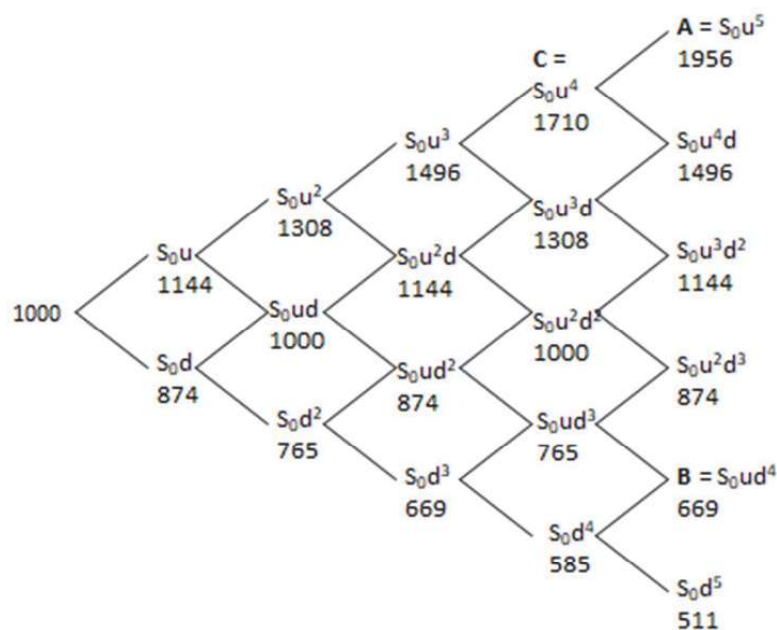 1000
S₀u
1144
S₀d
874
S₀u²
1308
S₀ud
1000
S₀d²
765
S₀u³
1496
S₀u²d
1144
S₀ud²
874
S₀d³
669
C =
S₀u⁴
1710
S₀u³d
1308
S₀u²d²
1000
S₀ud³
765
S₀d⁴
585
A = S₀u⁵
1956
S₀u⁴d
1496
S₀u³d²
1144
S₀u²d³
874
B = S₀ud⁴
669
S₀d⁵
511